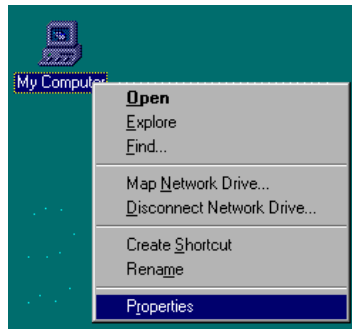 My Computer
Open
Explore
Find...
Map Network Drive...
Disconnect Network Drive...
Create Shortcut
Rename
Properties